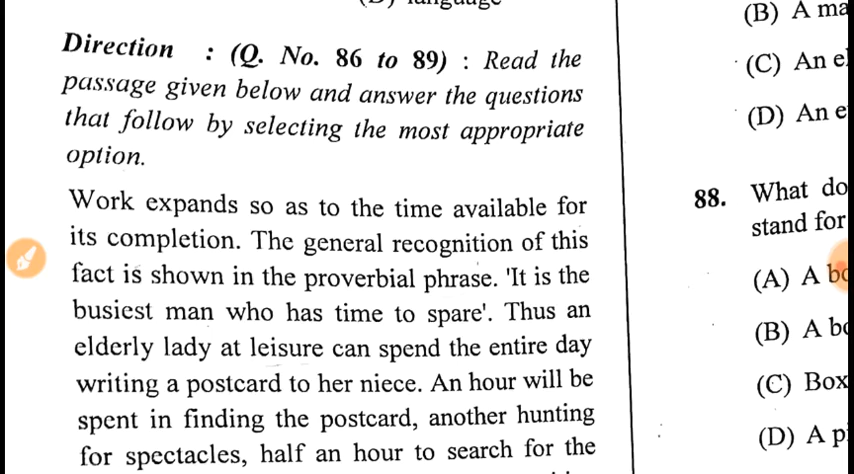 Direction : (Q. No. 86 to 89) : Read the
passage given below and answer the questions
that follow by selecting the most appropriate
option.
Work expands so as to the time available for
its completion. The general recognition of this
fact is shown in the proverbial phrase. 'It is the
busiest man who has time to spare'. Thus an
elderly lady at leisure can spend the entire day
writing a postcard to her niece. An hour will be
spent in finding the postcard, another hunting
for spectacles, half an hour to search for the
(B) A
(C) An
(D) An
88. What do
stand for
(A) A
(B) A
(C) Box
(D) A